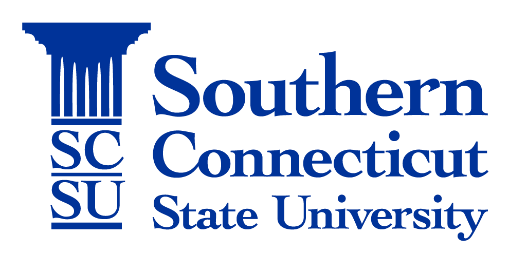 SC
SU
Southern
Connecticut
State University